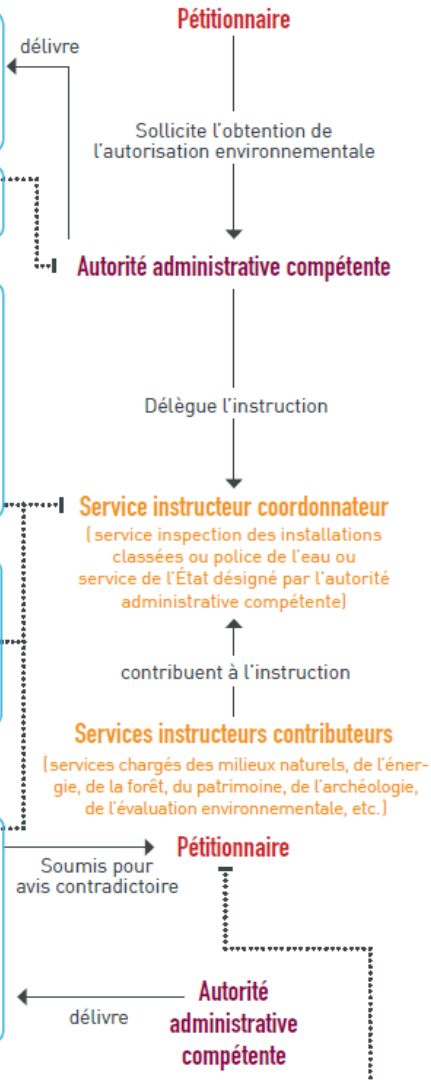 Pétitionnaire
délivre
Sollicite l'obtention de
l'autorisation environnementale
Autorité administrative compétente
Délègue l'instruction
Service instructeur coordonnateur
(service inspection des installations
classées ou police de l'eau ou
service de l'État désigné par l'autorité
administrative compétente)
contribuent à l'instruction
Services instructeurs contributeurs
(services chargés des milieux naturels, de l'éner-
gie, de la forêt, du patrimoine, de l'archéologie,
de l'évaluation environnementale, etc.)
Pétitionnaire
Soumis pour
avis contradictoire
Autorité
administrative
compétente
délivre